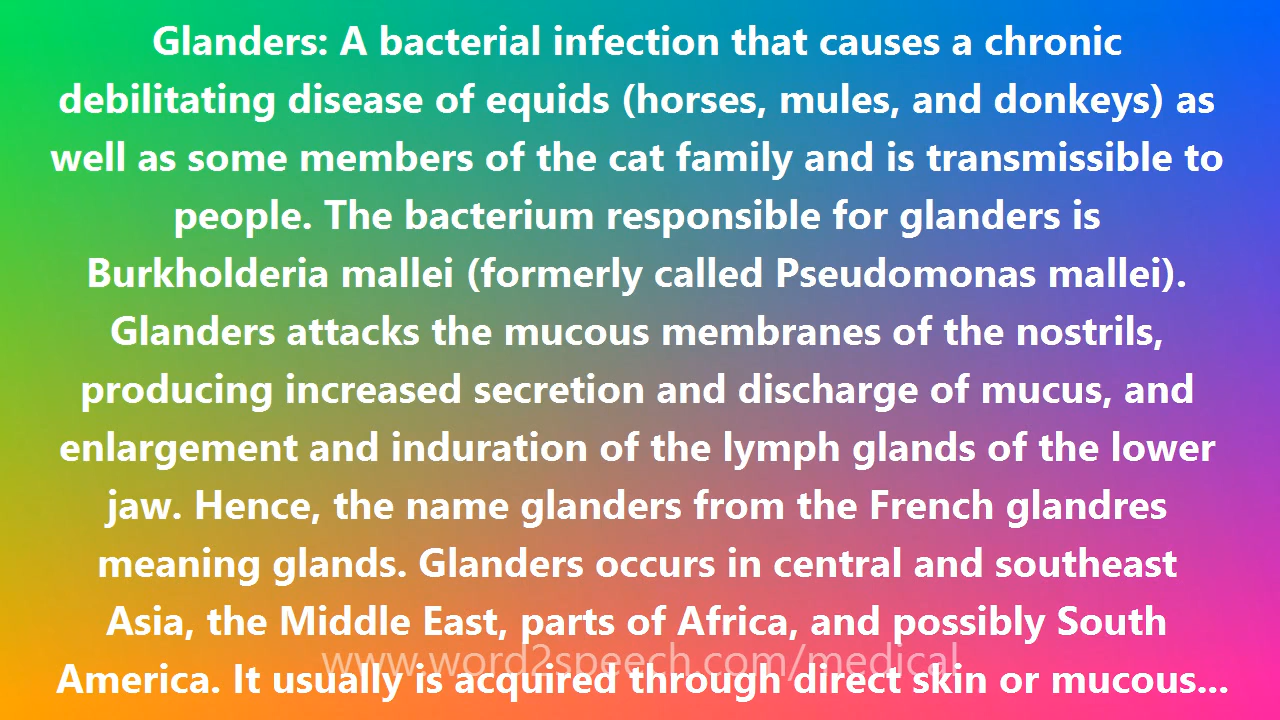 Glanders: A bacterial infection that causes a chronic
debilitating disease of equids (horses, mules, and donkeys) as
well as some members of the cat family and is transmissible to
people. The bacterium responsible for glanders is
Burkholderia mallei (formerly called Pseudomonas mallei).
Glanders attacks the mucous membranes of the nostrils,
producing increased secretion and discharge of mucus, and
enlargement and induration of the lymph glands of the lower
jaw. Hence, the name glanders from the French glandres
meaning glands. Glanders occurs in central and southeast
Asia, the Middle East, parts of Africa, and possibly South
www.word2speech.com/medical
America. It usually is acquired through direct skin or mucous...